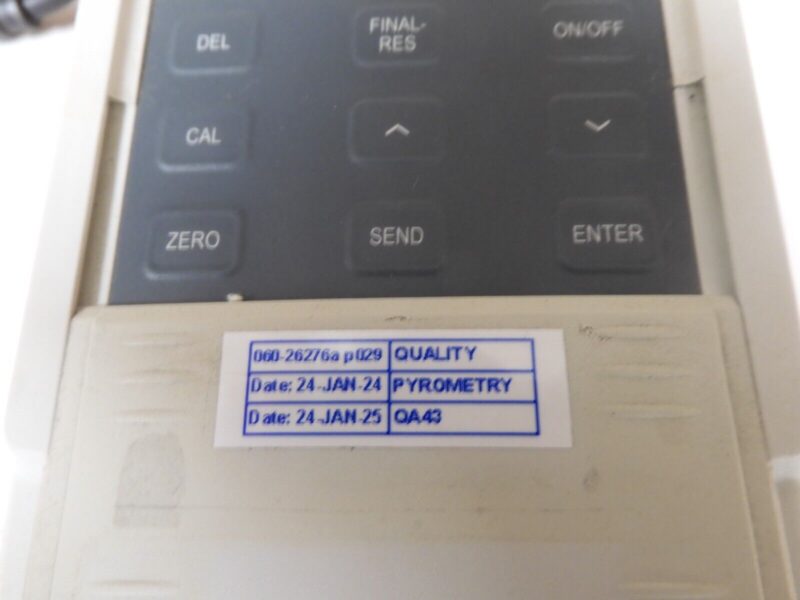 DEL
FINAL-
RES
ON/OFF
CAL
ZERO
SEND
ENTER
060-26276a p029 QUALITY
Date: 24-JAN-24 PYROMETRY
Date: 24-JAN-25 QA43